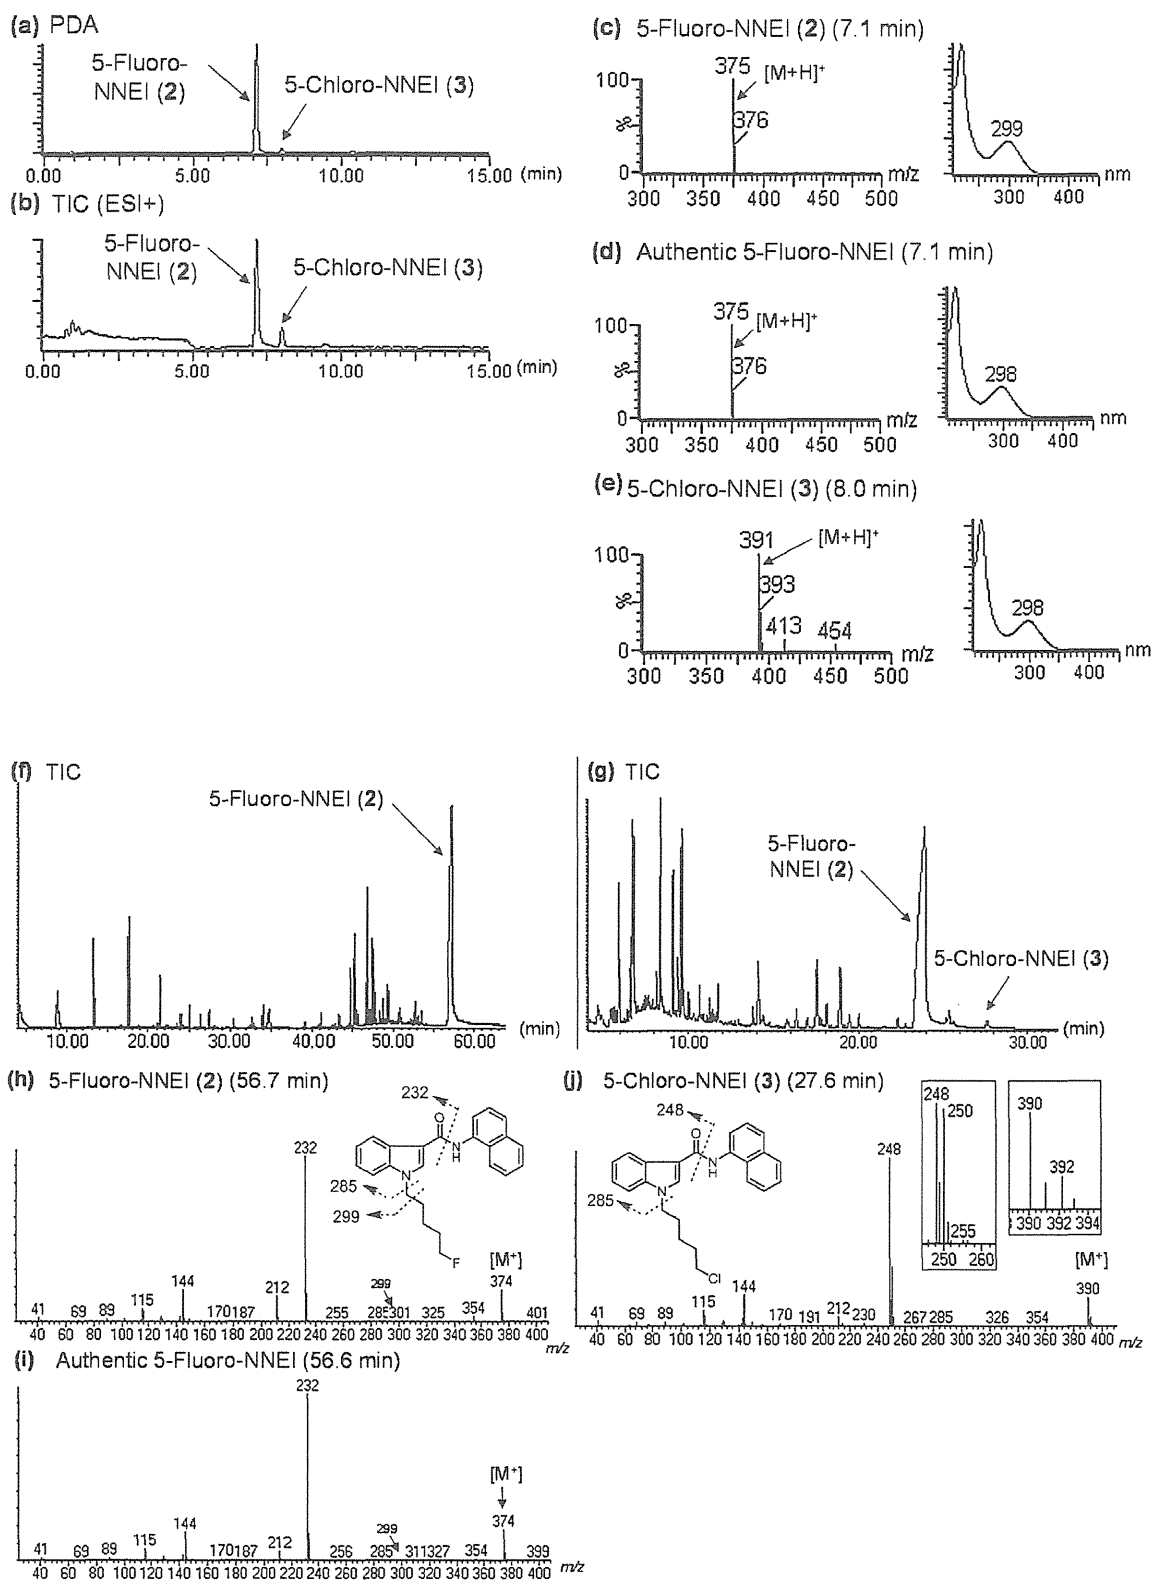 (a) PDA
5-Fluoro-
NNEI (2)
5-Chloro-NNEI (3)
0.00 5.00 10.00 15.00 (min)
(b) TIC (ESI+)
5-Fluoro-
NNEI (2)
5-Chloro-NNEI (3)
0.00 5.00 10.00 15.00 (min)
(c) 5-Fluoro-NNEI (2) (7.1 min)
375 [M+H]+
100
376
%
0
300 350 400 450 500 m/z
299
300 400 nm
(d) Authentic 5-Fluoro-NNEI (7.1 min)
375
100 [M+H]+
376
%
0
300 350 400 450 500 m/z
298
300 400 nm
(e) 5-Chloro-NNEI (3) (8.0 min)
391 [M+H]+
100
393
%
413 454
0
300 350 400 450 500 m/z
298
300 400 nm
(f) TIC
5-Fluoro-NNEI (2)
10.00 20.00 30.00 40.00 50.00 60.00 (min)
(g) TIC
5-Fluoro-
NNEI (2)
5-Chloro-NNEI (3)
10.00 20.00 30.00 (min)
(h) 5-Fluoro-NNEI (2) (56.7 min)
232
O
N
H
N
285
299
F
232
[M+]
41 69 89 115 144 170 187 212 255 285 299 301 325 354 374 401
40 60 80 100 120 140 160 180 200 220 240 260 280 300 320 340 360 380 400 m/z
(j) 5-Chloro-NNEI (3) (27.6 min)
248
O
N
H
N
285
Cl
248
248 250
255
250 260
390
392
390 392 394
[M+]
41 69 89 115 144 170 191 212 230 267 285 326 354 390
40 60 80 100 120 140 160 180 200 220 240 260 280 300 320 340 360 380 400 m/z
(i) Authentic 5-Fluoro-NNEI (56.6 min)
232
[M+]
41 69 89 115 144 170 187 212 256 285 299 311 327 354 374 399
40 60 80 100 120 140 160 180 200 220 240 260 280 300 320 340 360 380 400 m/z